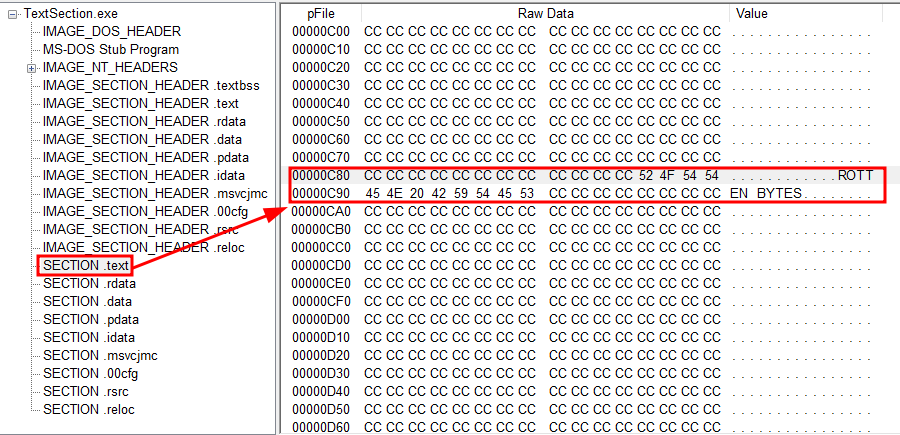 TextSection.exe
IMAGE_DOS_HEADER
MS-DOS Stub Program
IMAGE_NT_HEADERS
IMAGE_SECTION_HEADER .textbss
IMAGE_SECTION_HEADER .text
IMAGE_SECTION_HEADER .rdata
IMAGE_SECTION_HEADER .data
IMAGE_SECTION_HEADER .pdata
IMAGE_SECTION_HEADER .idata
IMAGE_SECTION_HEADER .msvcjmc
IMAGE_SECTION_HEADER .00cfg
IMAGE_SECTION_HEADER .rsrc
IMAGE_SECTION_HEADER .reloc
SECTION .text
SECTION .rdata
SECTION .data
SECTION .pdata
SECTION .idata
SECTION .msvcjmc
SECTION .00cfg
SECTION .rsrc
SECTION .reloc
pFile Raw Data Value
00000C00 CC CC CC CC CC CC CC CC CC CC CC CC CC CC CC CC ................
00000C10 CC CC CC CC CC CC CC CC CC CC CC CC CC CC CC CC ................
00000C20 CC CC CC CC CC CC CC CC CC CC CC CC CC CC CC CC ................
00000C30 CC CC CC CC CC CC CC CC CC CC CC CC CC CC CC CC ................
00000C40 CC CC CC CC CC CC CC CC CC CC CC CC CC CC CC CC ................
00000C50 CC CC CC CC CC CC CC CC CC CC CC CC CC CC CC CC ................
00000C60 CC CC CC CC CC CC CC CC CC CC CC CC CC CC CC CC ................
00000C70 CC CC CC CC CC CC CC CC CC CC CC CC CC CC CC CC ................
00000C80 CC CC CC CC CC CC CC CC CC CC CC CC 52 4F 54 54 ............ROTT
00000C90 45 4E 20 42 59 54 45 53 CC CC CC CC CC CC CC CC EN BYTES........
00000CA0 CC CC CC CC CC CC CC CC CC CC CC CC CC CC CC CC ................
00000CB0 CC CC CC CC CC CC CC CC CC CC CC CC CC CC CC CC ................
00000CC0 CC CC CC CC CC CC CC CC CC CC CC CC CC CC CC CC ................
00000CD0 CC CC CC CC CC CC CC CC CC CC CC CC CC CC CC CC ................
00000CE0 CC CC CC CC CC CC CC CC CC CC CC CC CC CC CC CC ................
00000CF0 CC CC CC CC CC CC CC CC CC CC CC CC CC CC CC CC ................
00000D00 CC CC CC CC CC CC CC CC CC CC CC CC CC CC CC CC ................
00000D10 CC CC CC CC CC CC CC CC CC CC CC CC CC CC CC CC ................
00000D20 CC CC CC CC CC CC CC CC CC CC CC CC CC CC CC CC ................
00000D30 CC CC CC CC CC CC CC CC CC CC CC CC CC CC CC CC ................
00000D40 CC CC CC CC CC CC CC CC CC CC CC CC CC CC CC CC ................
00000D50 CC CC CC CC CC CC CC CC CC CC CC CC CC CC CC CC ................
00000D60 CC CC CC CC CC CC CC CC CC CC CC CC CC CC CC CC ................